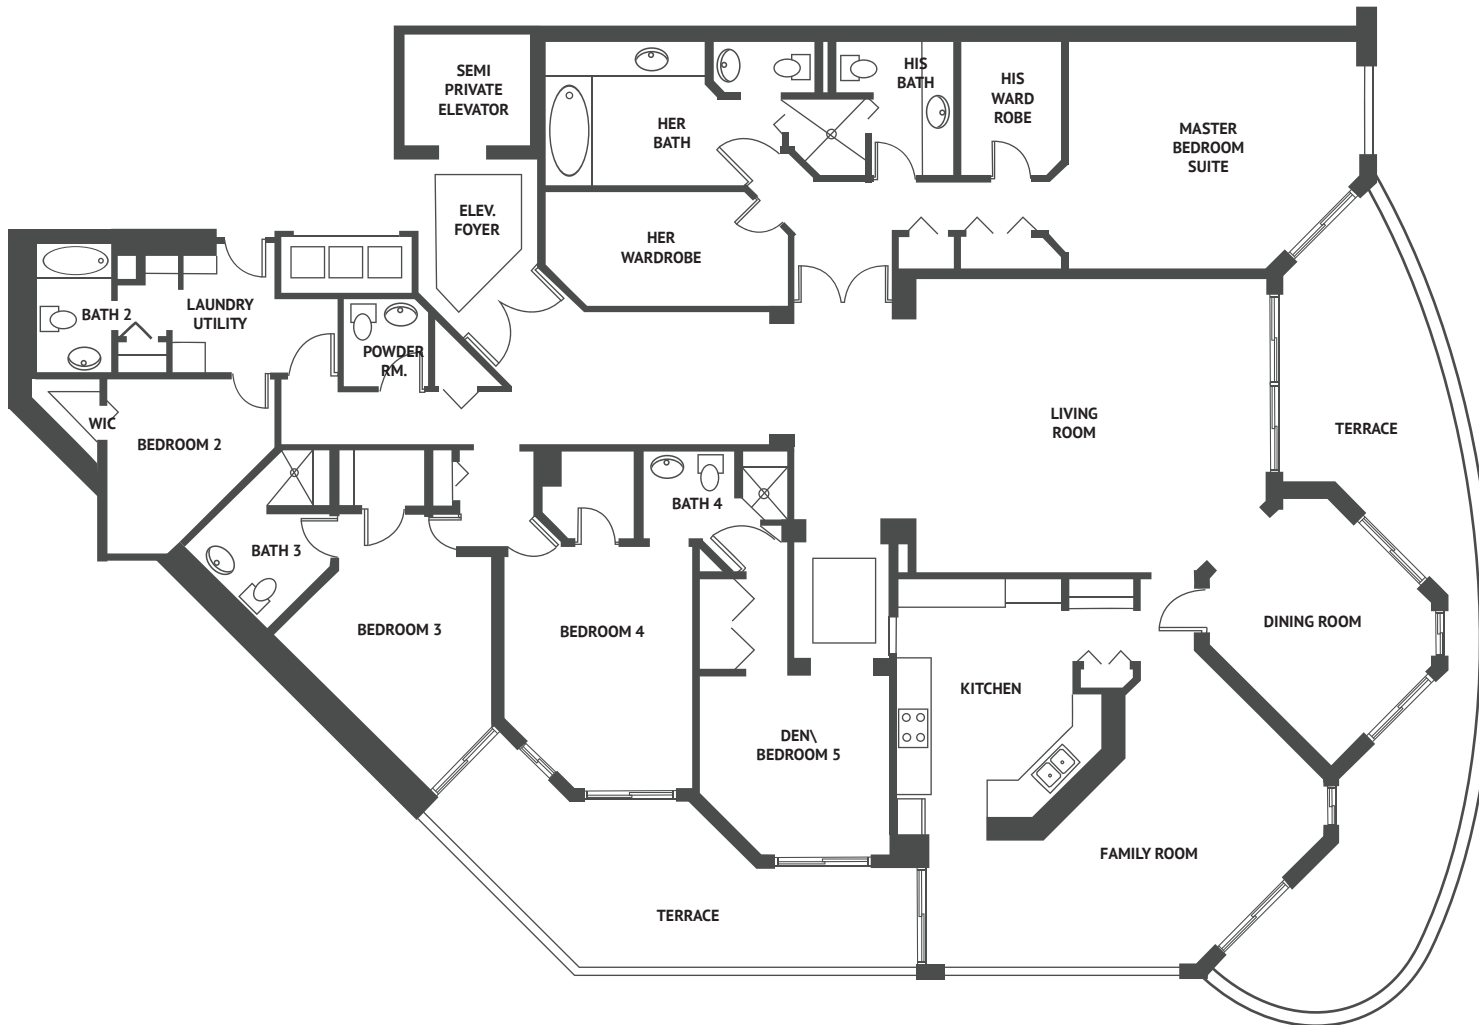 SEMI
PRIVATE
ELEVATOR
HIS
BATH
HIS
WARD
ROBE
HER
BATH
MASTER
BEDROOM
SUITE
ELEV.
FOYER
HER
WARDROBE
BATH 2
LAUNDRY
UTILITY
POWDER
RM.
WIC
BEDROOM 2
LIVING
ROOM
TERRACE
BATH 4
BATH 3
BEDROOM 3
BEDROOM 4
DINING ROOM
KITCHEN
DEN\
BEDROOM 5
FAMILY ROOM
TERRACE